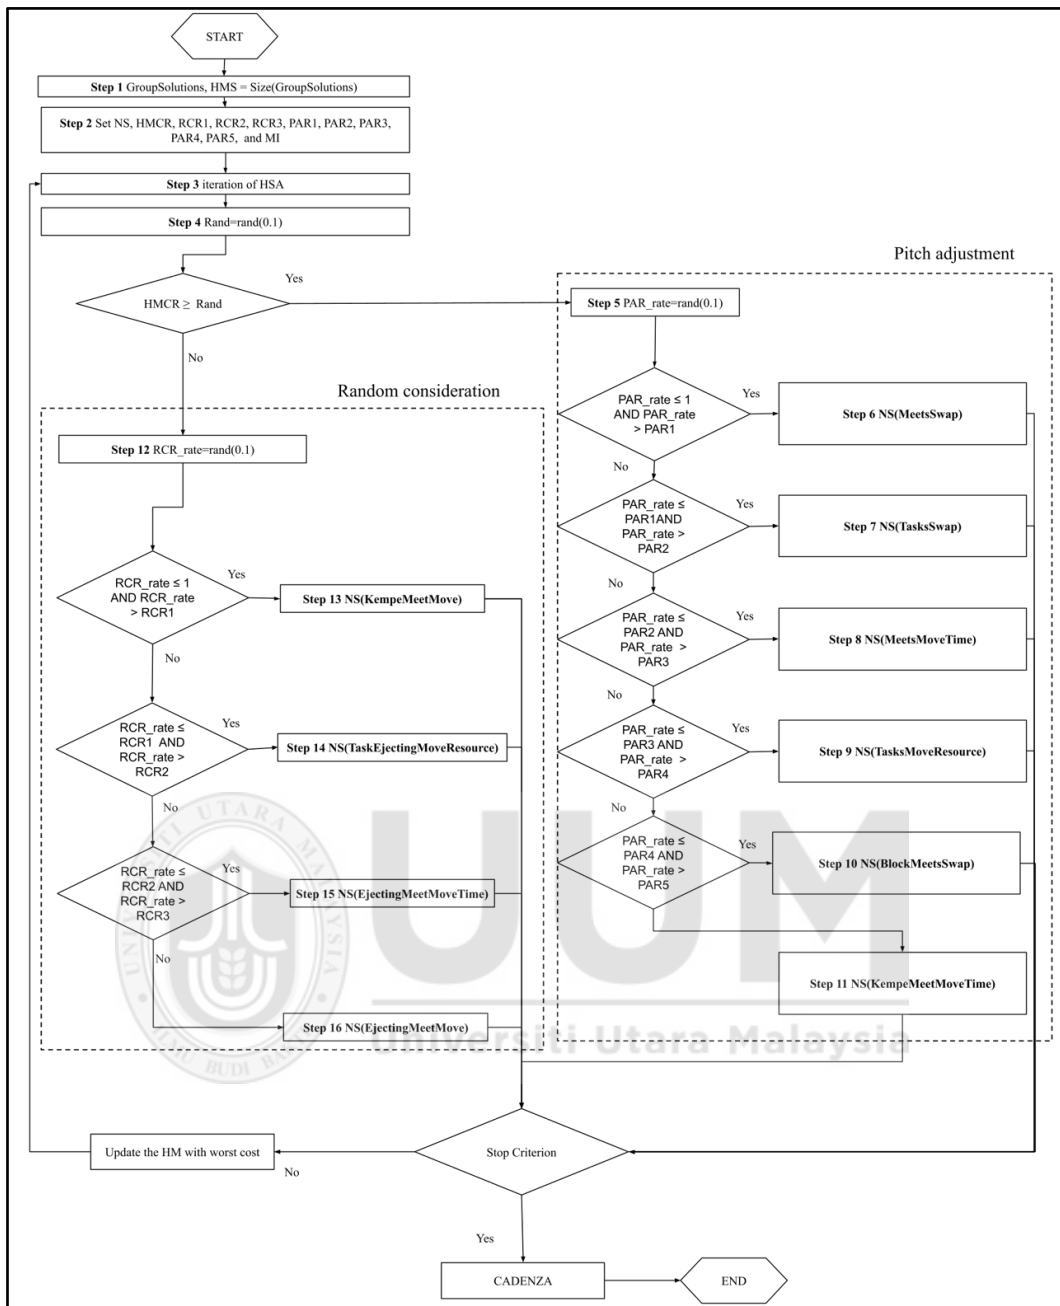 START
Step 1 GroupSolutions, HMS = Size(GroupSolutions)
Step 2 Set NS, HMCR, RCR1, RCR2, RCR3, PAR1, PAR2, PAR3,
PAR4, PAR5, and MI
Step 3 iteration of HSA
Step 4 Rand=rand(0.1)
HMCR ≥ Rand
Yes
No
Pitch adjustment
Step 5 PAR_rate=rand(0.1)
PAR_rate ≤ 1
AND PAR_rate
> PAR1
Yes
Step 6 NS(MeetsSwap)
No
PAR_rate ≤
PAR1AND
PAR_rate >
PAR2
Yes
Step 7 NS(TasksSwap)
No
PAR_rate ≤
PAR2 AND
PAR_rate >
PAR3
Yes
Step 8 NS(MeetsMoveTime)
No
PAR_rate ≤
PAR3 AND
PAR_rate >
PAR4
Yes
Step 9 NS(TasksMoveResource)
No
PAR_rate ≤
PAR4 AND
PAR_rate >
PAR5
Yes
Step 10 NS(BlockMeetsSwap)
Step 11 NS(KempeMeetMoveTime)
Random consideration
Step 12 RCR_rate=rand(0.1)
RCR_rate ≤ 1
AND RCR_rate
> RCR1
Yes
Step 13 NS(KempeMeetMove)
No
RCR_rate ≤
RCR1 AND
RCR_rate >
RCR2
Yes
Step 14 NS(TaskEjectingMoveResource)
No
RCR_rate ≤
RCR2 AND
RCR_rate >
RCR3
Yes
Step 15 NS(EjectingMeetMoveTime)
No
Step 16 NS(EjectingMeetMove)
Stop Criterion
No
Update the HM with worst cost
Yes
CADENZA
END
UUM
Universiti Utara Malaysia
UNIVERSITI UTARA MALAYSIA
ILMU BUDI BAKTI